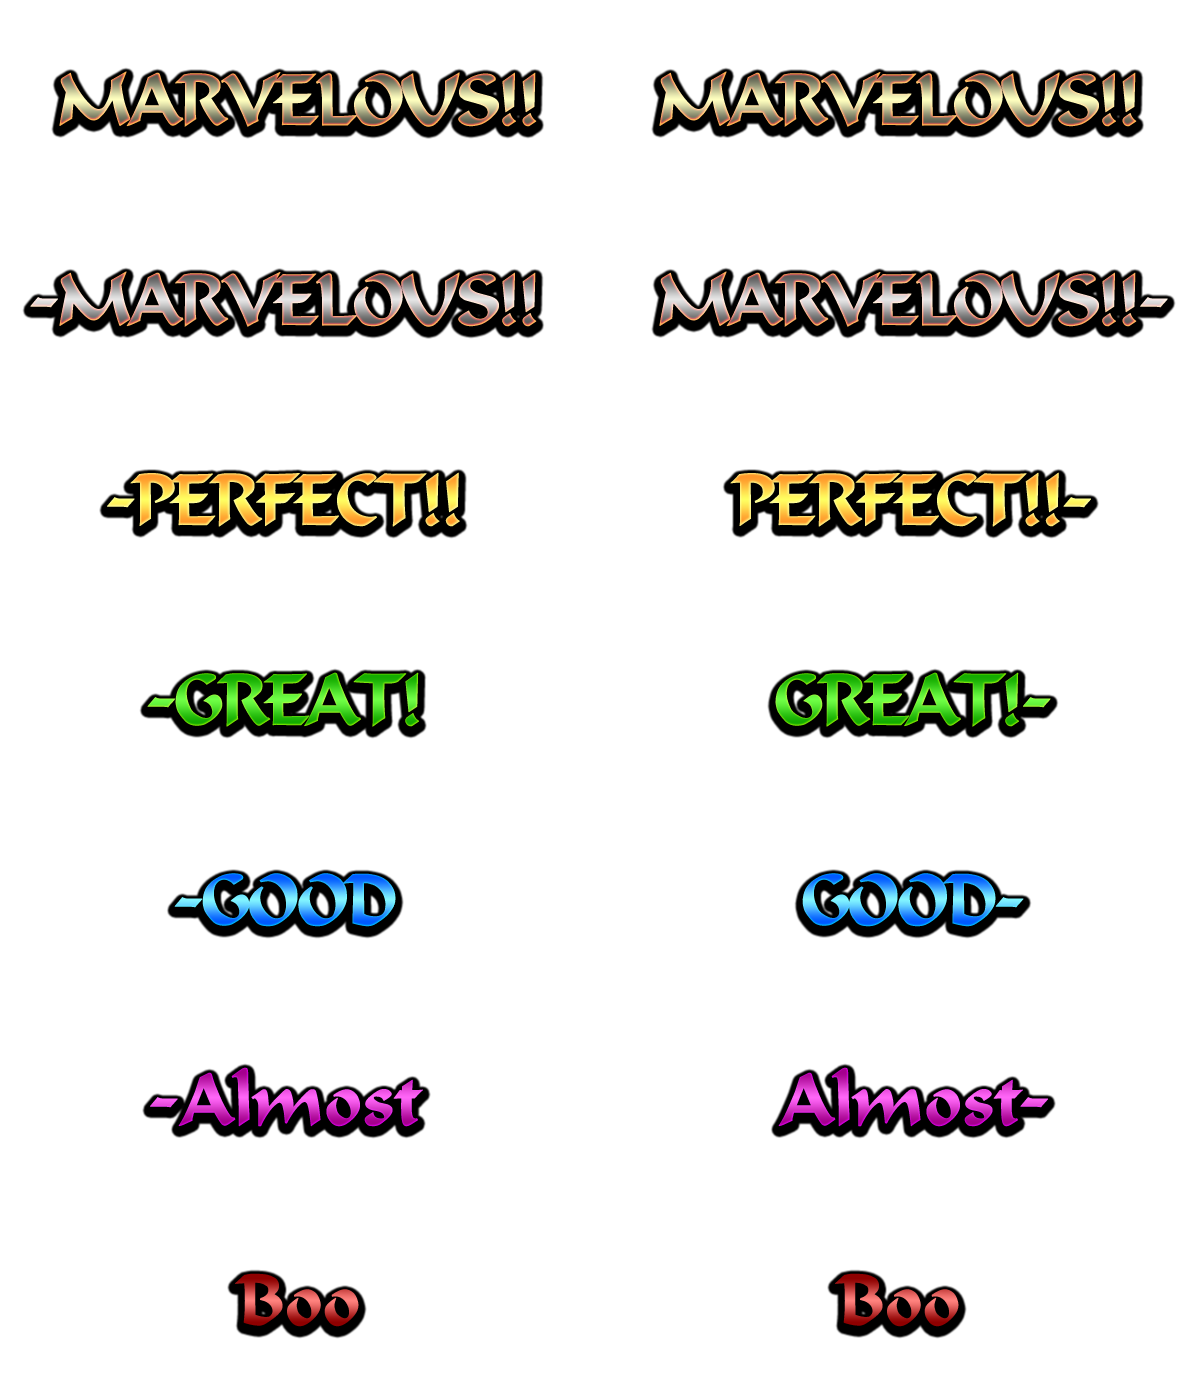 MARVELOUS!! MARVELOUS!!
-MARVELOUS!! MARVELOUS!!-
-PERFECT!! PERFECT!!-
-GREAT! GREAT!-
-GOOD GOOD-
-Almost Almost-
Boo Boo